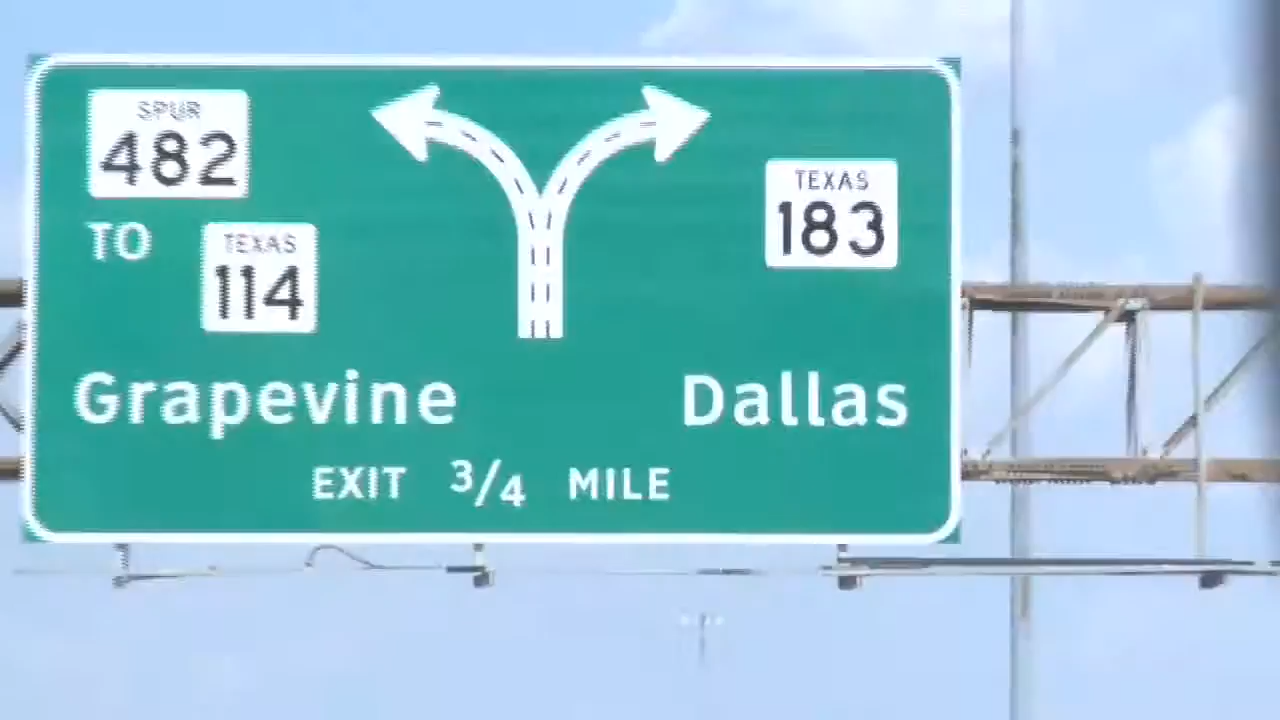 SPUR
482
TO
TEXAS
114
TEXAS
183
Grapevine
Dallas
EXIT 3/4 MILE